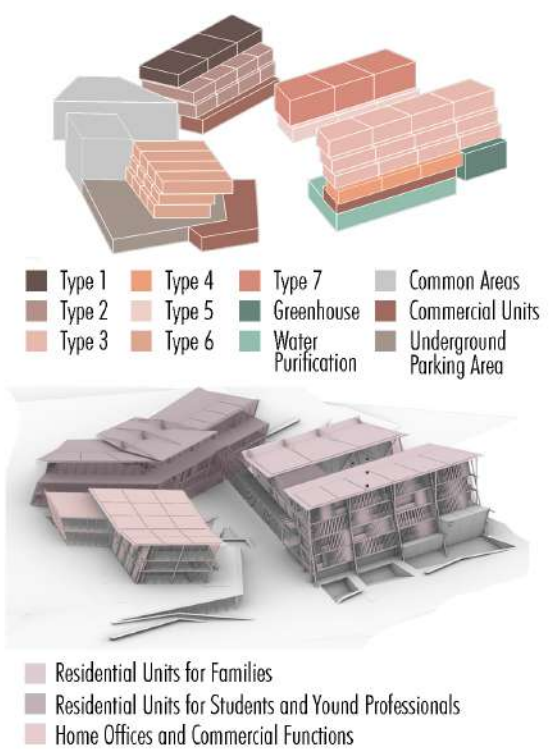 Type 1 Type 4 Type 7 Common Areas
Type 2 Type 5 Greenhouse Commercial Units
Type 3 Type 6 Water Purification Underground Parking Area
Residential Units for Families
Residential Units for Students and Yound Professionals
Home Offices and Commercial Functions